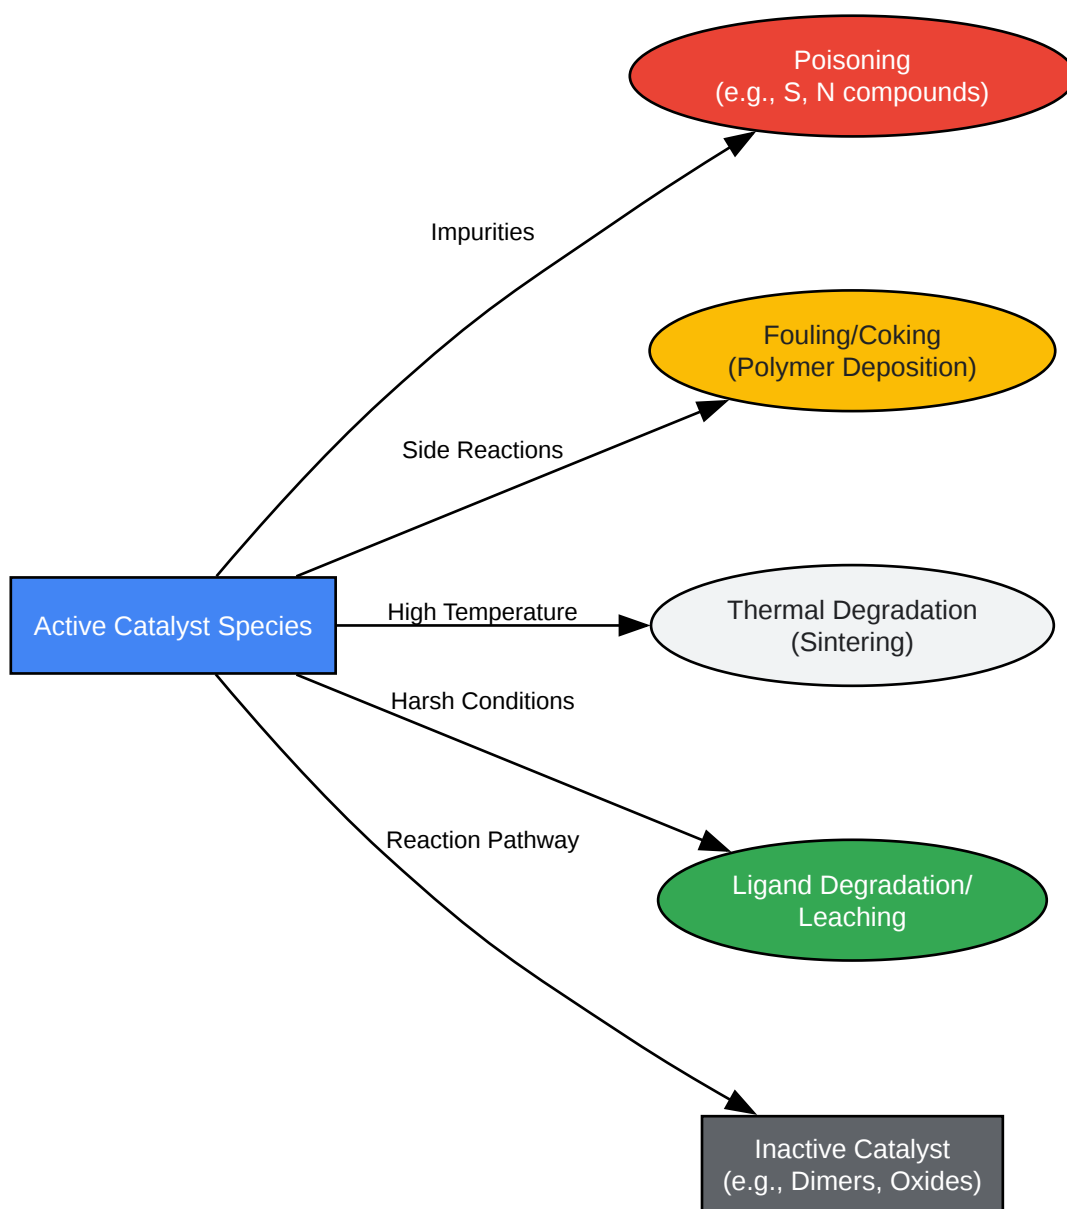 Poisoning
(e.g., S, N compounds)
Impurities
Fouling/Coking
(Polymer Deposition)
Side Reactions
Active Catalyst Species
High Temperature
Thermal Degradation
(Sintering)
Harsh Conditions
Reaction Pathway
Ligand Degradation/
Leaching
Inactive Catalyst
(e.g., Dimers, Oxides)